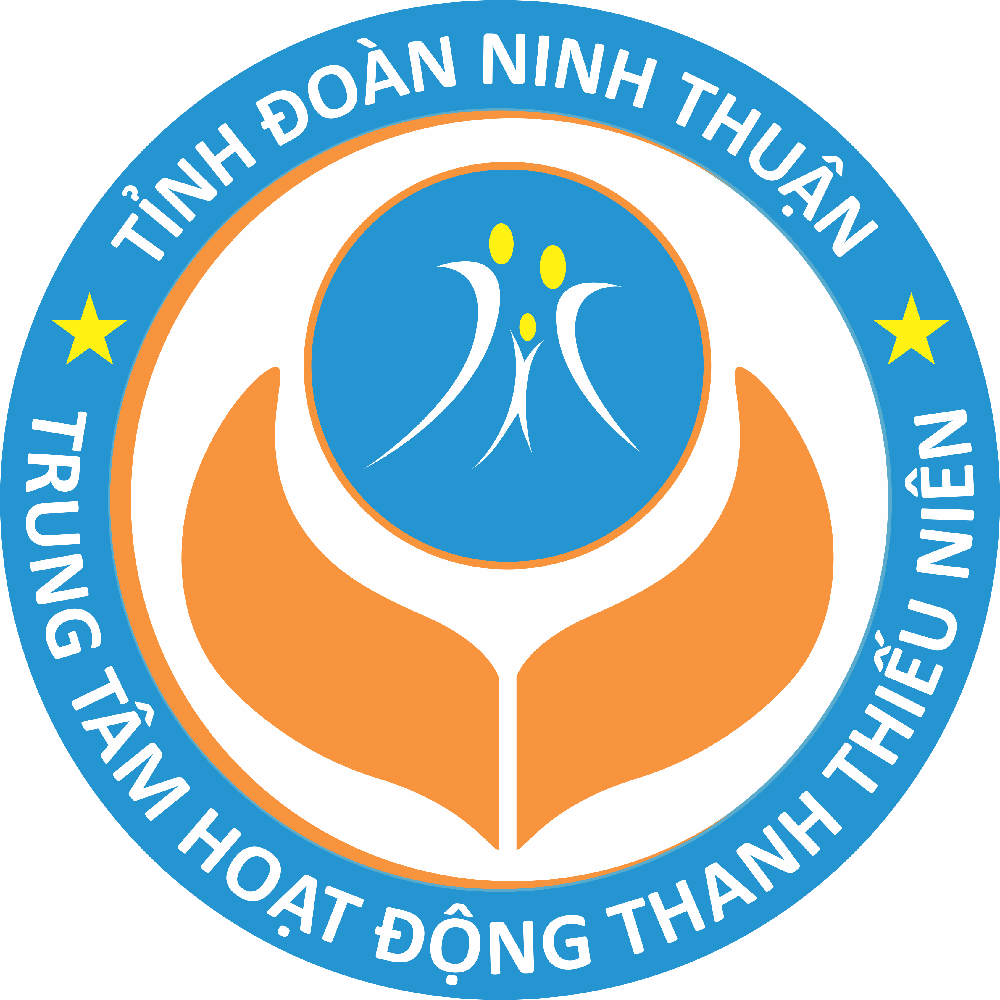 TỈNH ĐOÀN NINH THUẬN
TRUNG TÂM HOẠT ĐỘNG THANH THIẾU NIÊN